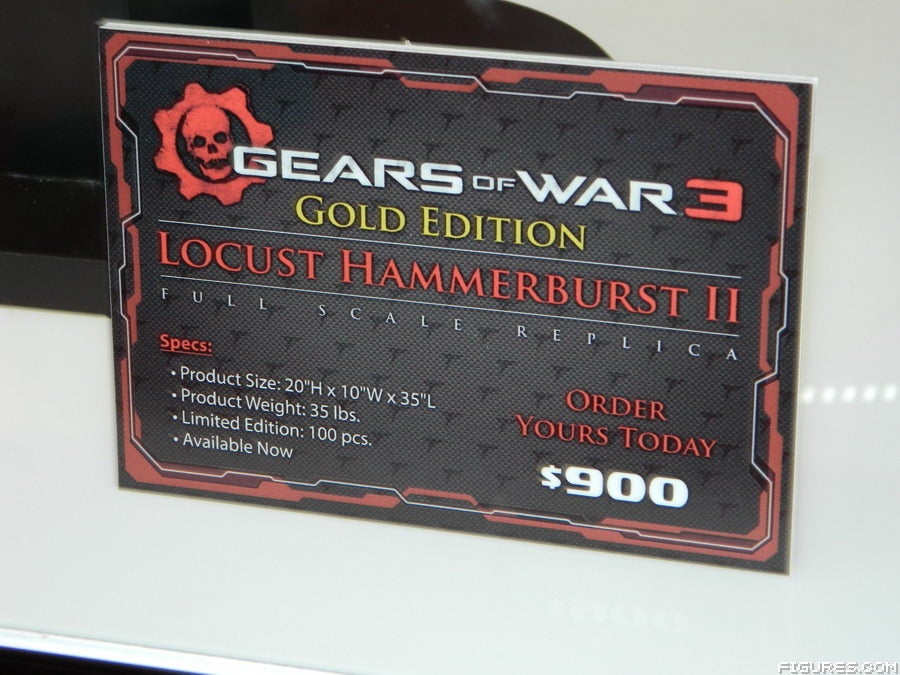 GEARS OF WAR 3
GOLD EDITION
LOCUST HAMMERBURST II
FULL SCALE REPLICA
Specs:
• Product Size: 20"H x 10"W x 35"L
• Product Weight: 35 lbs.
• Limited Edition: 100 pcs.
• Available Now
ORDER
YOURS TODAY
$900
FIGURES.COM